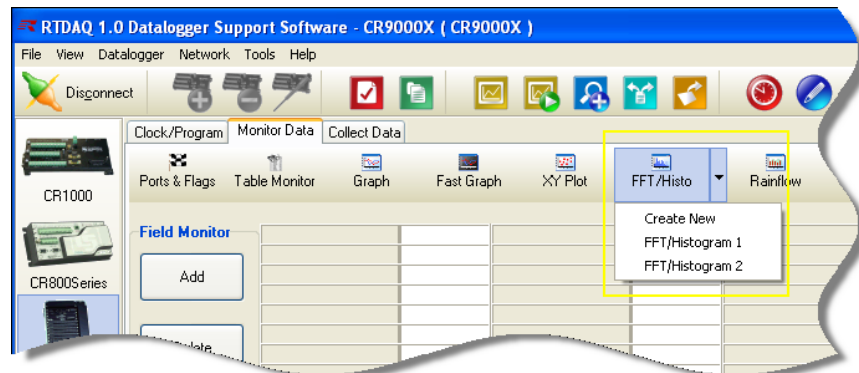 RTDAQ 1.0 Datalogger Support Software - CR9000X ( CR9000X )
File View Datalogger Network Tools Help
Disconnect
Clock/Program Monitor Data Collect Data
Ports & Flags Table Monitor Graph Fast Graph XY Plot FFT/Histo Rainflow
CR1000
Create New
FFT/Histogram 1
FFT/Histogram 2
Field Monitor
Add
CR800Series